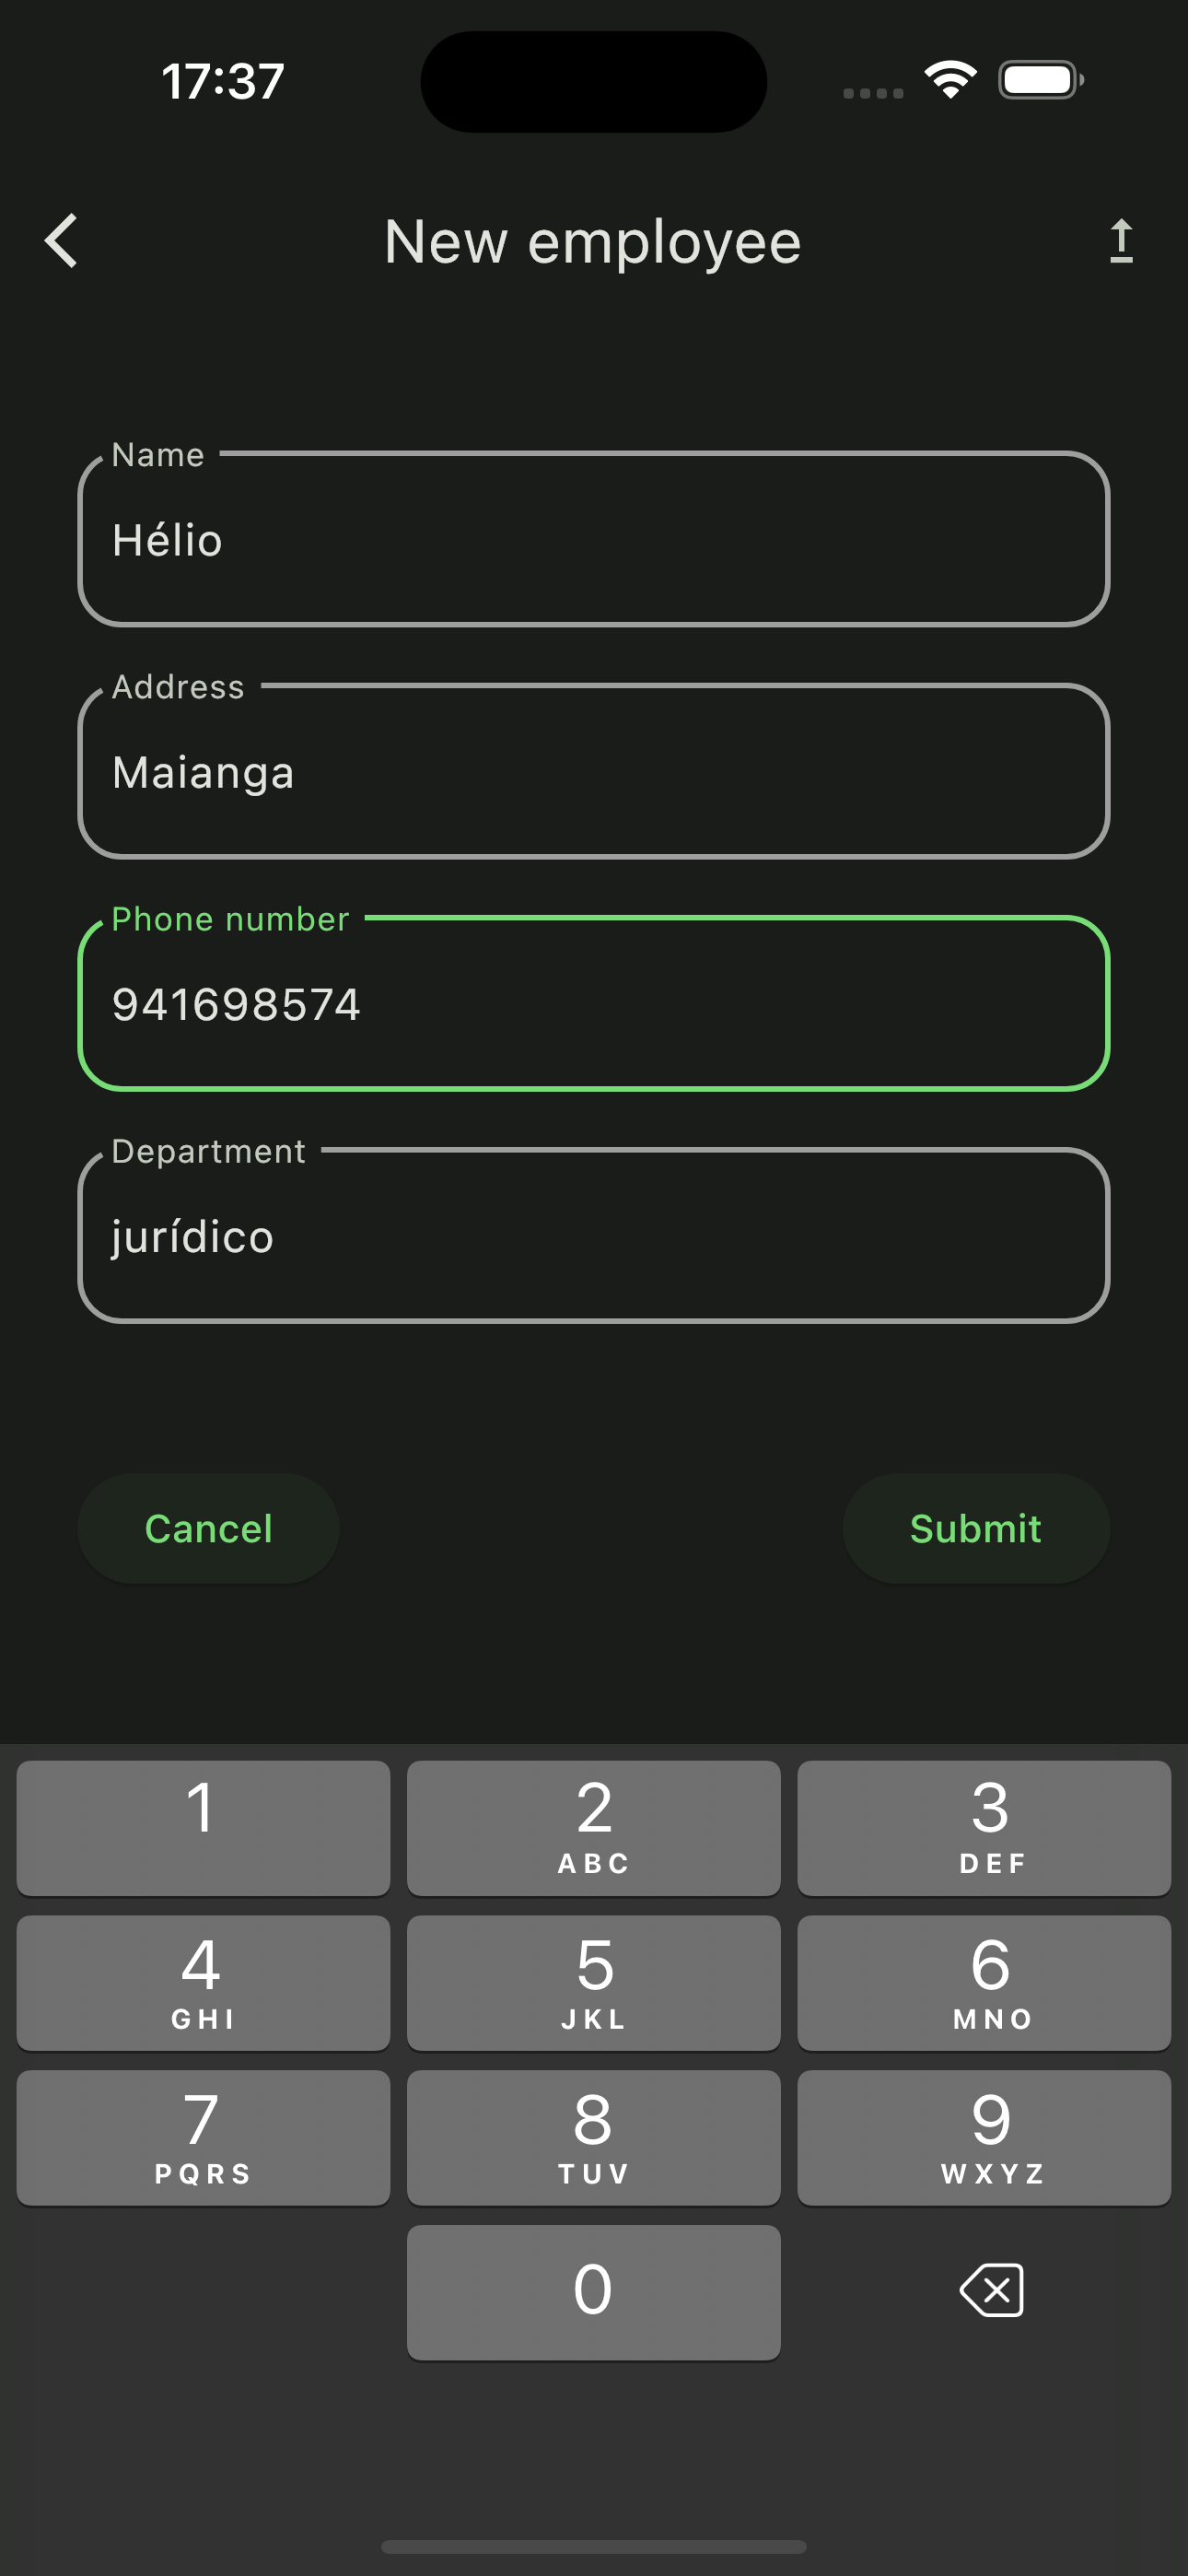 17:37
New employee
Name
Hélio
Address
Maianga
Phone number
941698574
Department
jurídico
Cancel
Submit
1
2
ABC
3
DEF
4
GHI
5
JKL
6
MNO
7
PQRS
8
TUV
9
WXYZ
0